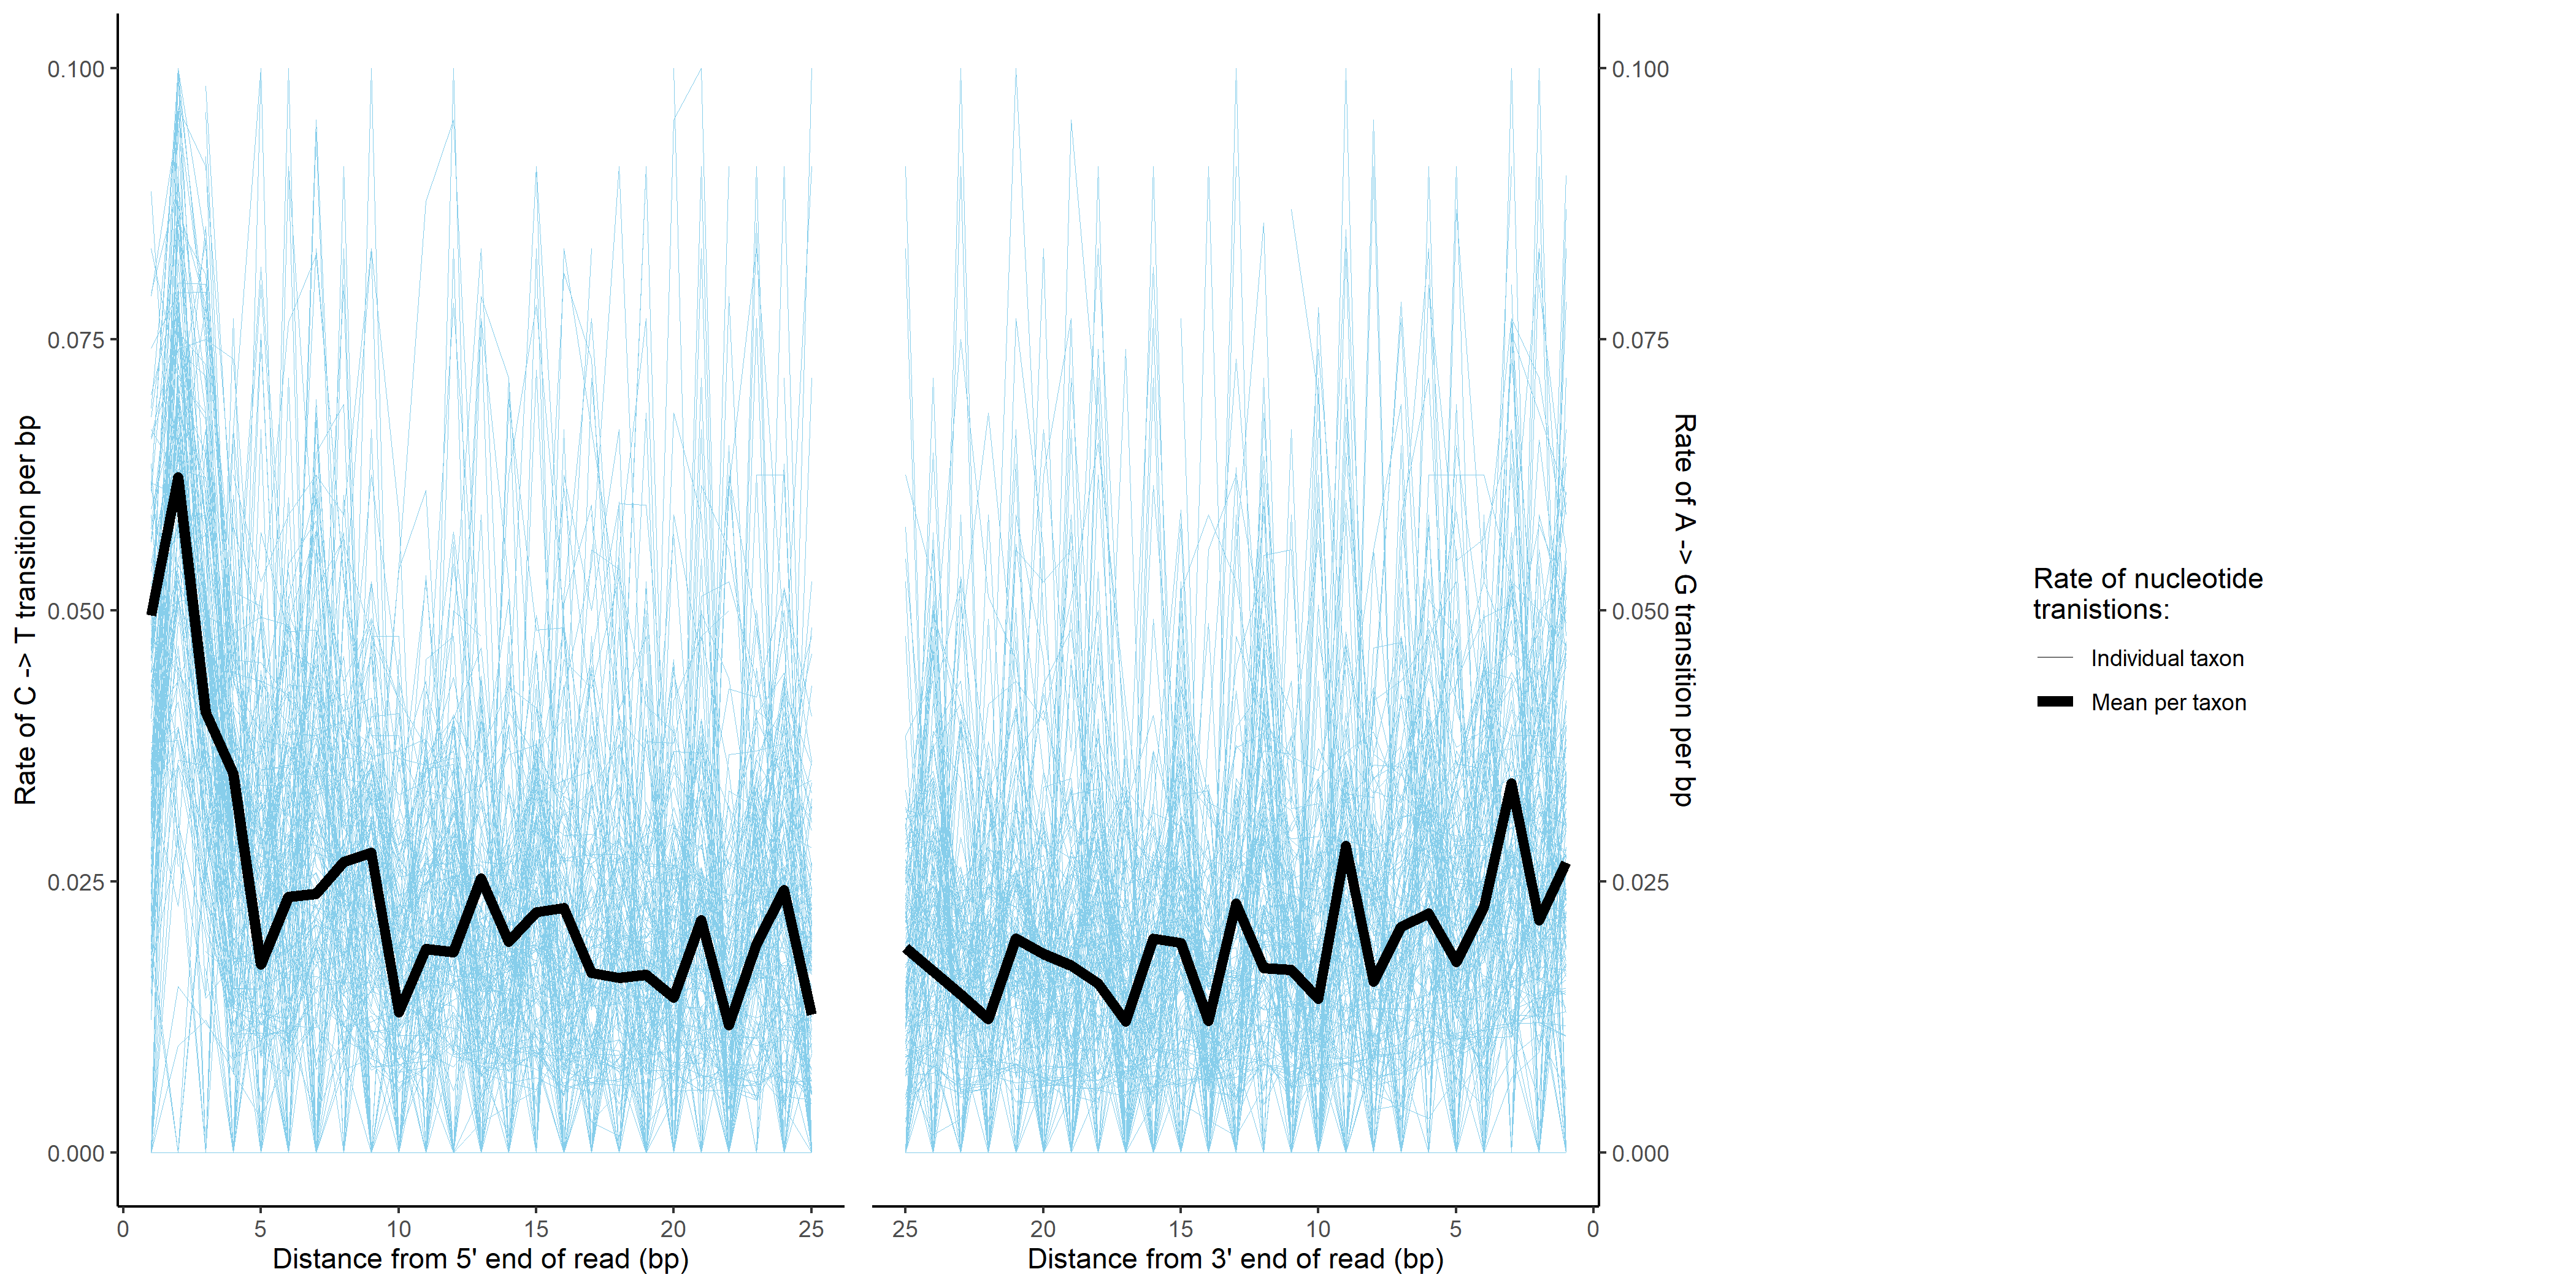 0.100
0.075
0.050
0.025
0.000
Rate of C -> T transition per bp
0 5 10 15 20 25
Distance from 5' end of read (bp)
25 20 15 10 5 0
Distance from 3' end of read (bp)
0.100
0.075
0.050
0.025
0.000
Rate of A -> G transition per bp
Rate of nucleotide
tranistions:
Individual taxon
Mean per taxon